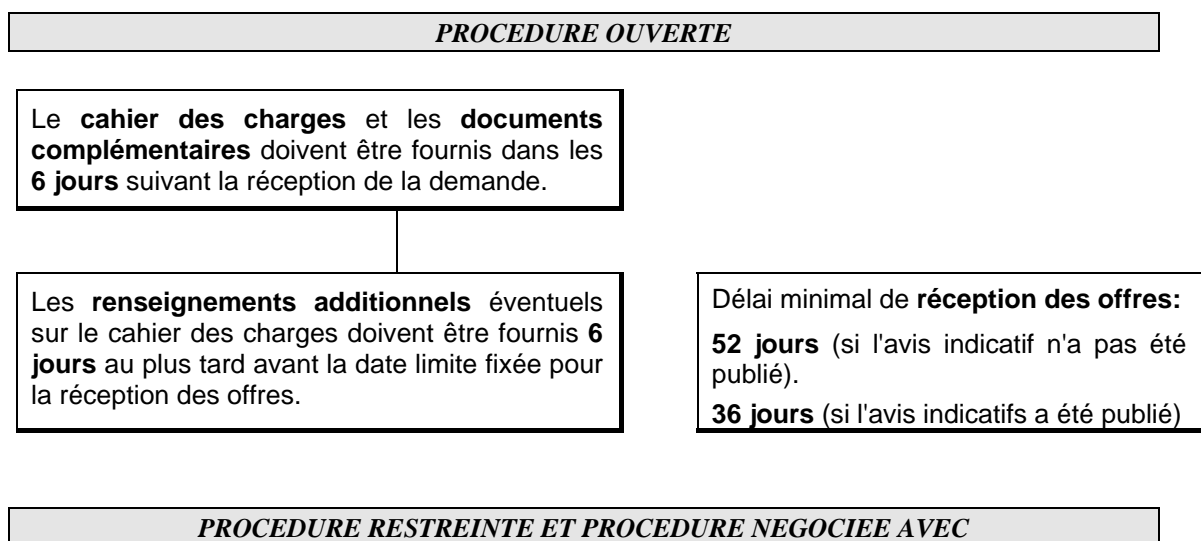 PROCEDURE OUVERTE
Le cahier des charges et les documents
complémentaires doivent être fournis dans les
6 jours suivant la réception de la demande.
Les renseignements additionnels éventuels
sur le cahier des charges doivent être fournis 6
jours au plus tard avant la date limite fixée pour
la réception des offres.
Délai minimal de réception des offres:
52 jours (si l'avis indicatif n'a pas été
publié).
36 jours (si l'avis indicatifs a été publié)
PROCEDURE RESTREINTE ET PROCEDURE NEGOCIEE AVEC